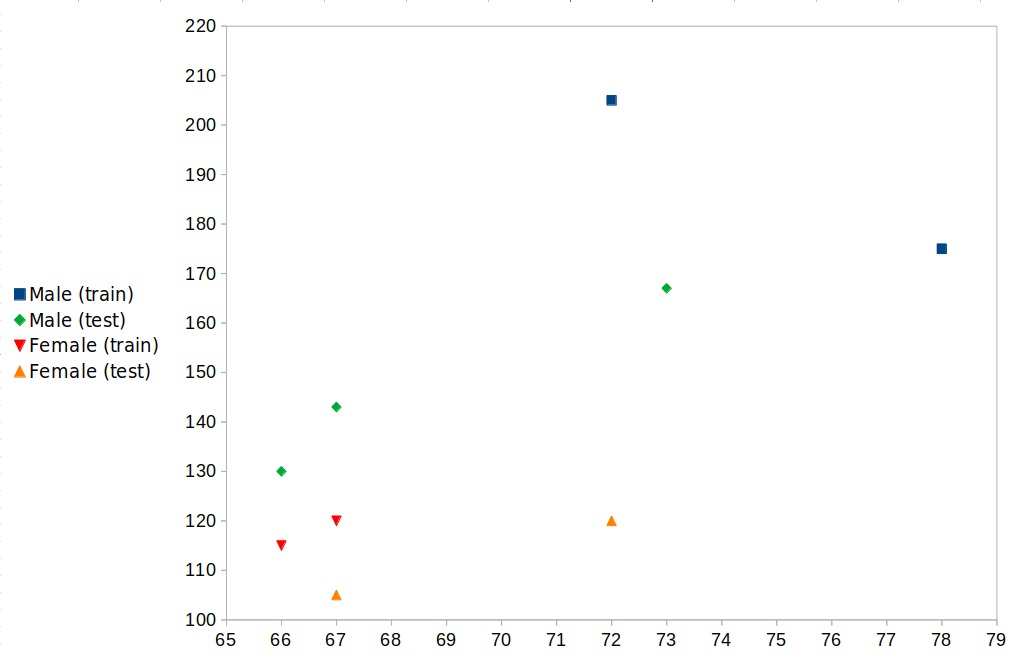 220
210
200
190
180
170
160
150
140
130
120
110
100
65 66 67 68 69 70 71 72 73 74 75 76 77 78 79
Male (train)
Male (test)
Female (train)
Female (test)